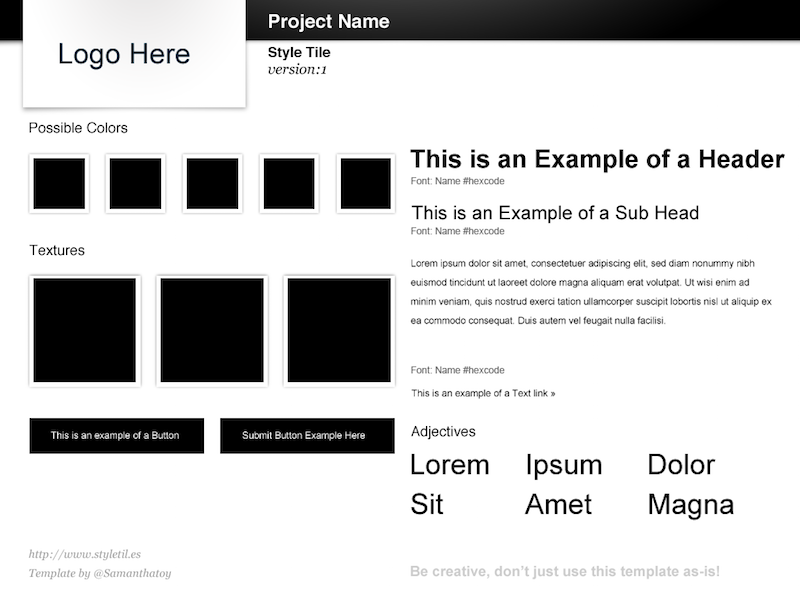 Project Name
Logo Here
Style Tile
version:1
Possible Colors
This is an Example of a Header
Font: Name #hexcode
This is an Example of a Sub Head
Font: Name #hexcode
Textures
Lorem ipsum dolor sit amet, consectetuer adipiscing elit, sed diam nonummy nibh
euismod tincidunt ut laoreet dolore magna aliquam erat volutpat. Ut wisi enim ad
minim veniam, quis nostrud exerci tation ullamcorper suscipit lobortis nisl ut aliquip ex
ea commodo consequat. Duis autem vel feugait nulla facilisi.
Font: Name #hexcode
This is an example of a Text link »
This is an example of a Button
Submit Button Example Here
Adjectives
Lorem Ipsum Dolor
Sit Amet Magna
http://www.styletil.es
Template by @Samanthatoy
Be creative, don't just use this template as-is!